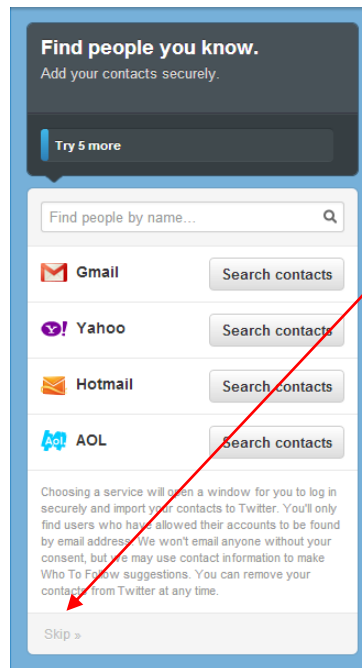 Find people you know.
Add your contacts securely.
Try 5 more
Find people by name...
Gmail Search contacts
Y! Yahoo Search contacts
Hotmail Search contacts
Aol. AOL Search contacts
Choosing a service will open a window for you to log in
securely and import your contacts to Twitter. You'll only
find users who have allowed their accounts to be found
by email address. We won't email anyone without your
consent, but we may use contact information to make
Who To Follow suggestions. You can remove your
contacts from Twitter at any time.
Skip »